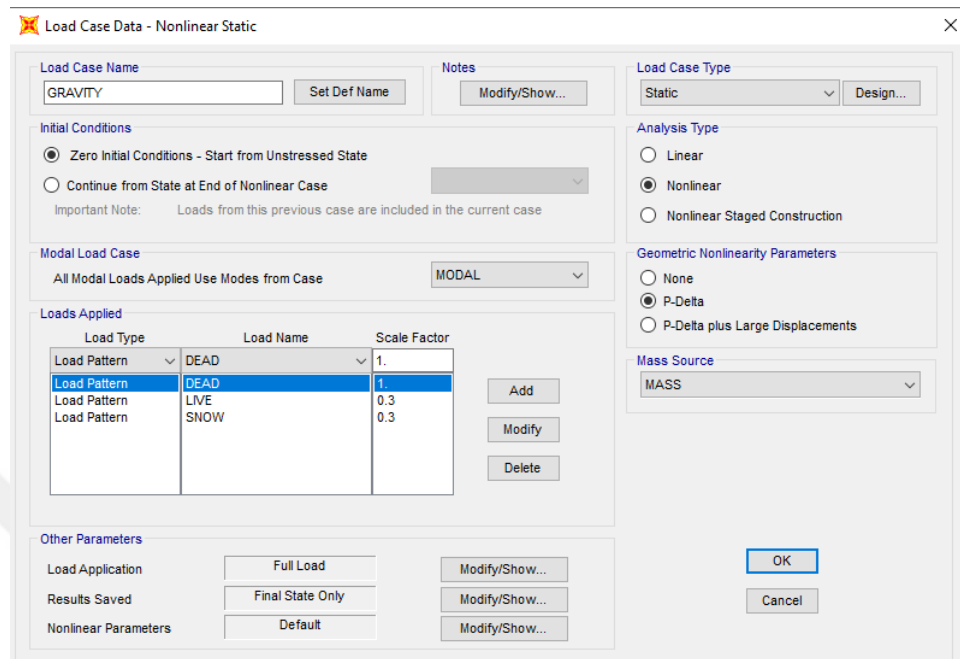 Load Case Data - Nonlinear Static
Load Case Name
GRAVITY
Set Def Name
Notes
Modify/Show...
Load Case Type
Static
Design...
Initial Conditions
Zero Initial Conditions - Start from Unstressed State
Continue from State at End of Nonlinear Case
Important Note: Loads from this previous case are included in the current case
Analysis Type
Linear
Nonlinear
Nonlinear Staged Construction
Modal Load Case
All Modal Loads Applied Use Modes from Case
MODAL
Geometric Nonlinearity Parameters
None
P-Delta
P-Delta plus Large Displacements
Loads Applied
Load Type Load Name Scale Factor
Load Pattern DEAD 1.
Load Pattern DEAD 1.
Load Pattern LIVE 0.3
Load Pattern SNOW 0.3
Add
Modify
Delete
Mass Source
MASS
Other Parameters
Load Application Full Load Modify/Show...
Results Saved Final State Only Modify/Show...
Nonlinear Parameters Default Modify/Show...
OK
Cancel